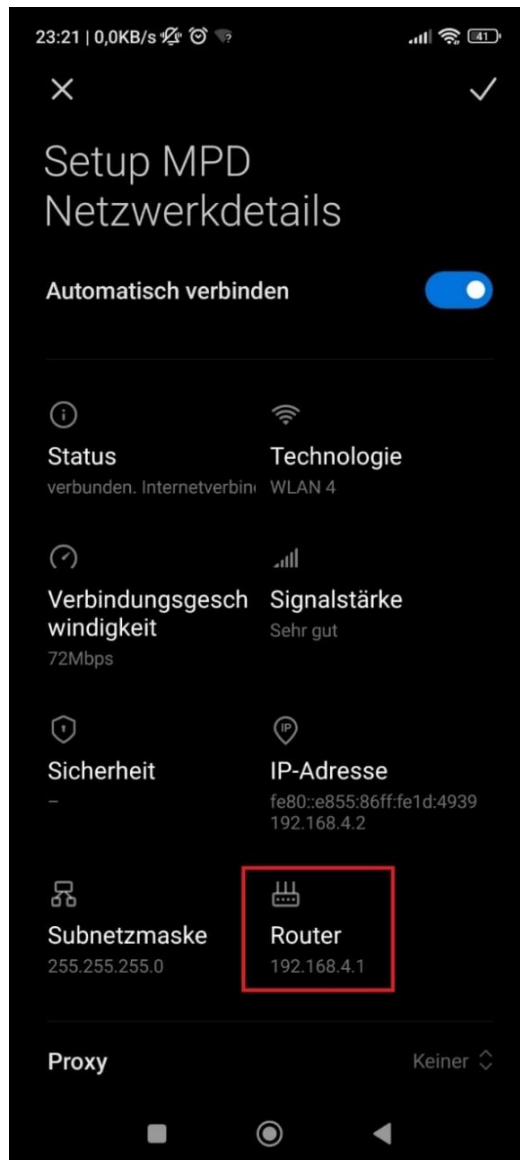 23:21 | 0,0KB/s
41
Setup MPD
Netzwerkdetails
Automatisch verbinden
Status
verbunden. Internetverbin
Technologie
WLAN 4
Verbindungsgesch
windigkeit
72Mbps
Signalstärke
Sehr gut
Sicherheit
–
IP-Adresse
fe80::e855:86ff:fe1d:4939
192.168.4.2
Subnetzmaske
255.255.255.0
Router
192.168.4.1
Proxy
Keiner